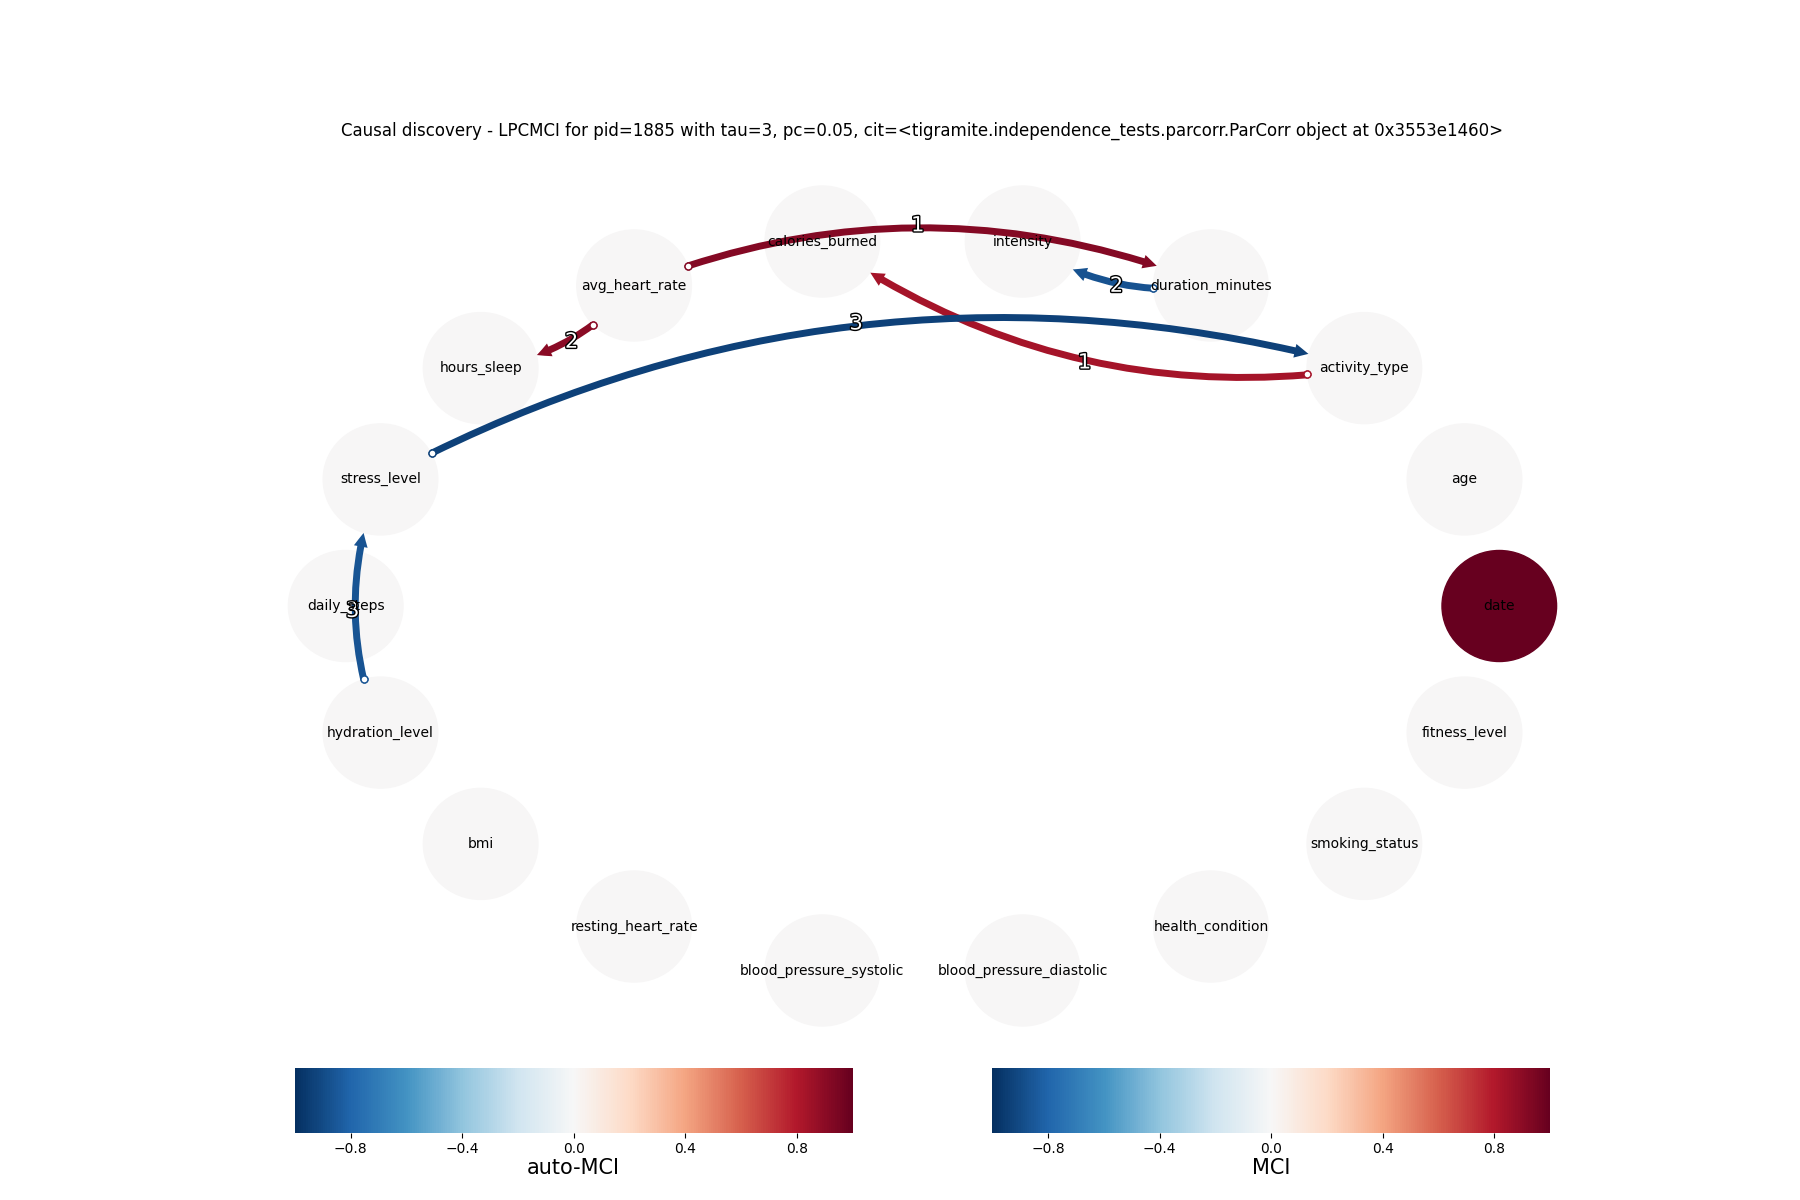 Causal discovery - LPCMCI for pid=1885 with tau=3, pc=0.05, cit=<tigramite.independence_tests.parcorr.ParCorr object at 0x3553e1460>
1
calories_burned
intensity
avg_heart_rate
2
duration_minutes
3
2
1
hours_sleep
activity_type
stress_level
age
daily_steps
3
date
hydration_level
fitness_level
bmi
smoking_status
resting_heart_rate
health_condition
blood_pressure_systolic
blood_pressure_diastolic
−0.8 −0.4 0.0 0.4 0.8
auto-MCI
−0.8 −0.4 0.0 0.4 0.8
MCI